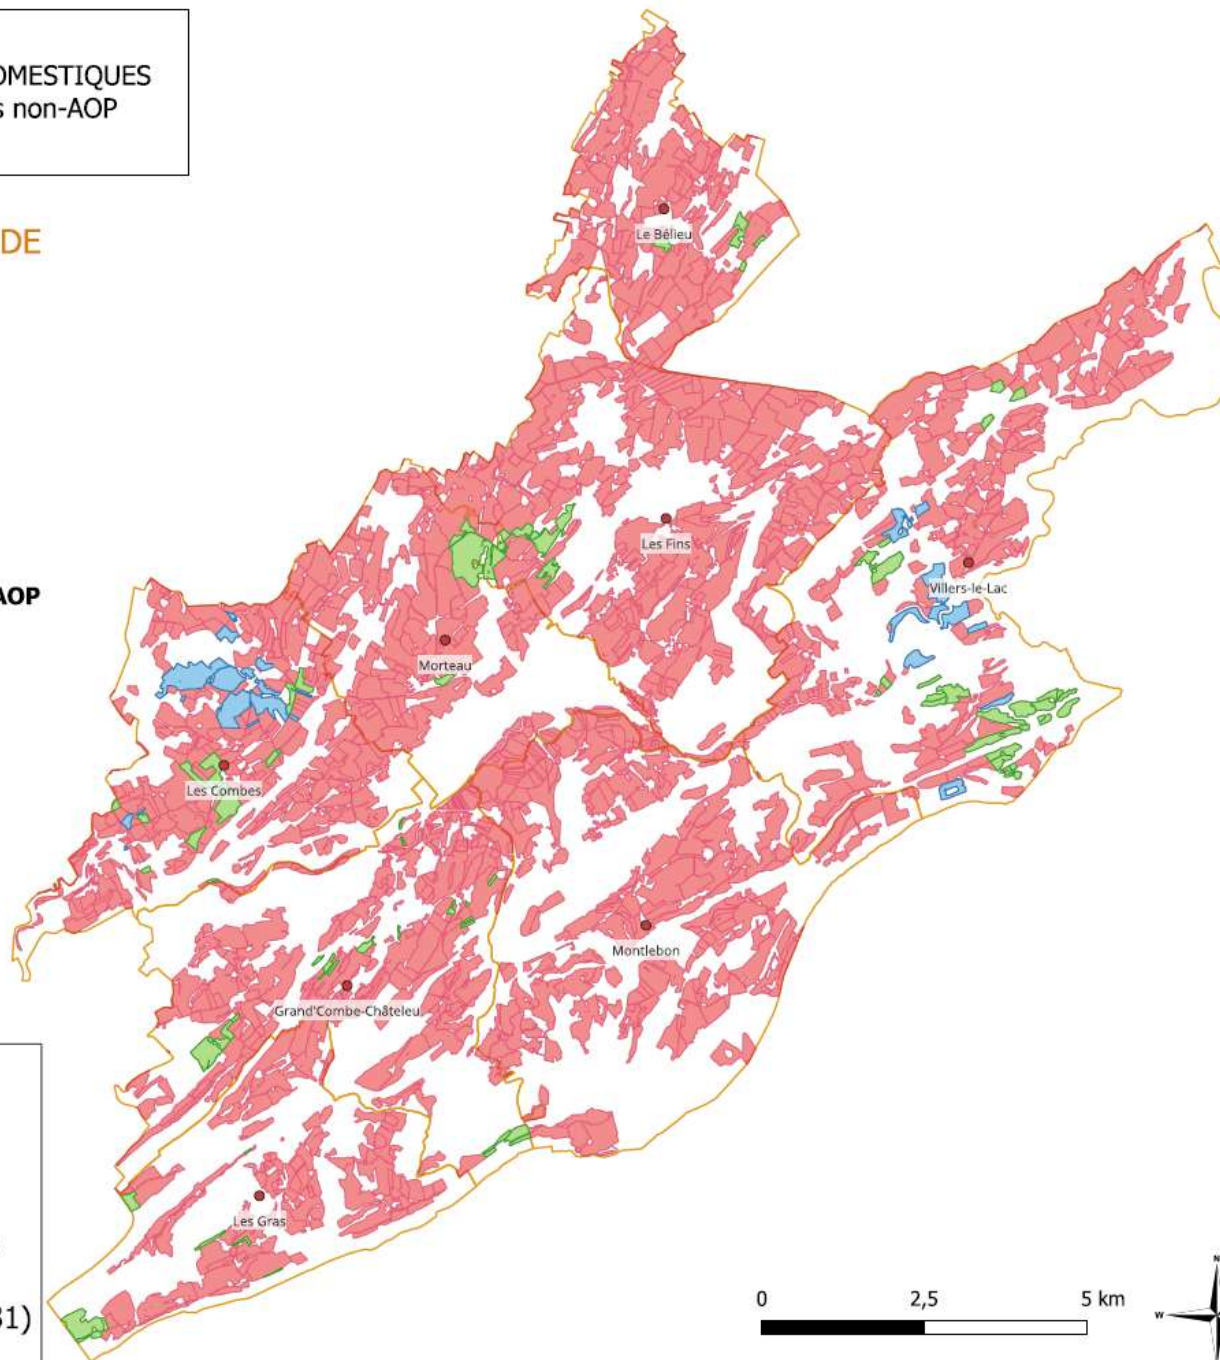 OMESTIQUES
s non-AOP
DE
AOP
31)
Le Bélieu
Les Fins
Villers-le-Lac
Morteau
Les Combes
Montlebon
Grand'Combe-Châteleu
Les Gras
0 2,5 5 km
N
W